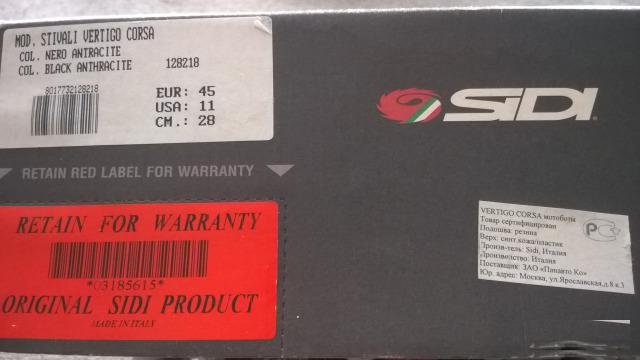 MOD. STIVALI VERTIGO CORSA
COL. NERO ANTRACITE
COL. BLACK ANTHRACITE 128218
8017732128218
EUR: 45
USA: 11
CM.: 28
SiDI
RETAIN RED LABEL FOR WARRANTY
RETAIN FOR WARRANTY
*03185615*
ORIGINAL SIDI PRODUCT
MADE IN ITALY
VERTIGO CORSA мотоботы
Товар сертифицирован
Подошва: резина
Верх: синт.кожа/пластик
Произв-тель: Sidi, Италия
Производство: Италия
Поставщик: ЗАО «Панавто Ко»
Юр. адрес: Москва, ул.Ярославская,д.8 к.3